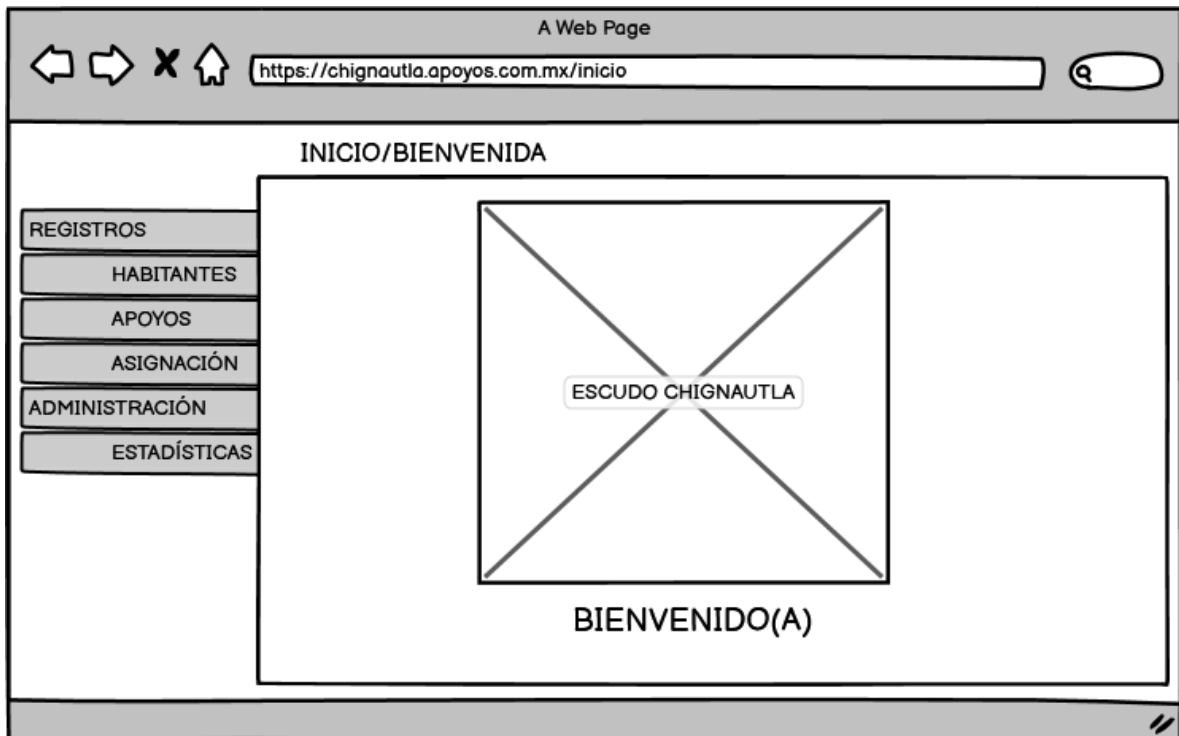 A Web Page
https://chignautla.apoyos.com.mx/inicio
INICIO/BIENVENIDA
REGISTROS
HABITANTES
APOYOS
ASIGNACIÓN
ADMINISTRACIÓN
ESTADÍSTICAS
ESCUDO CHIGNAUTLA
BIENVENIDO(A)